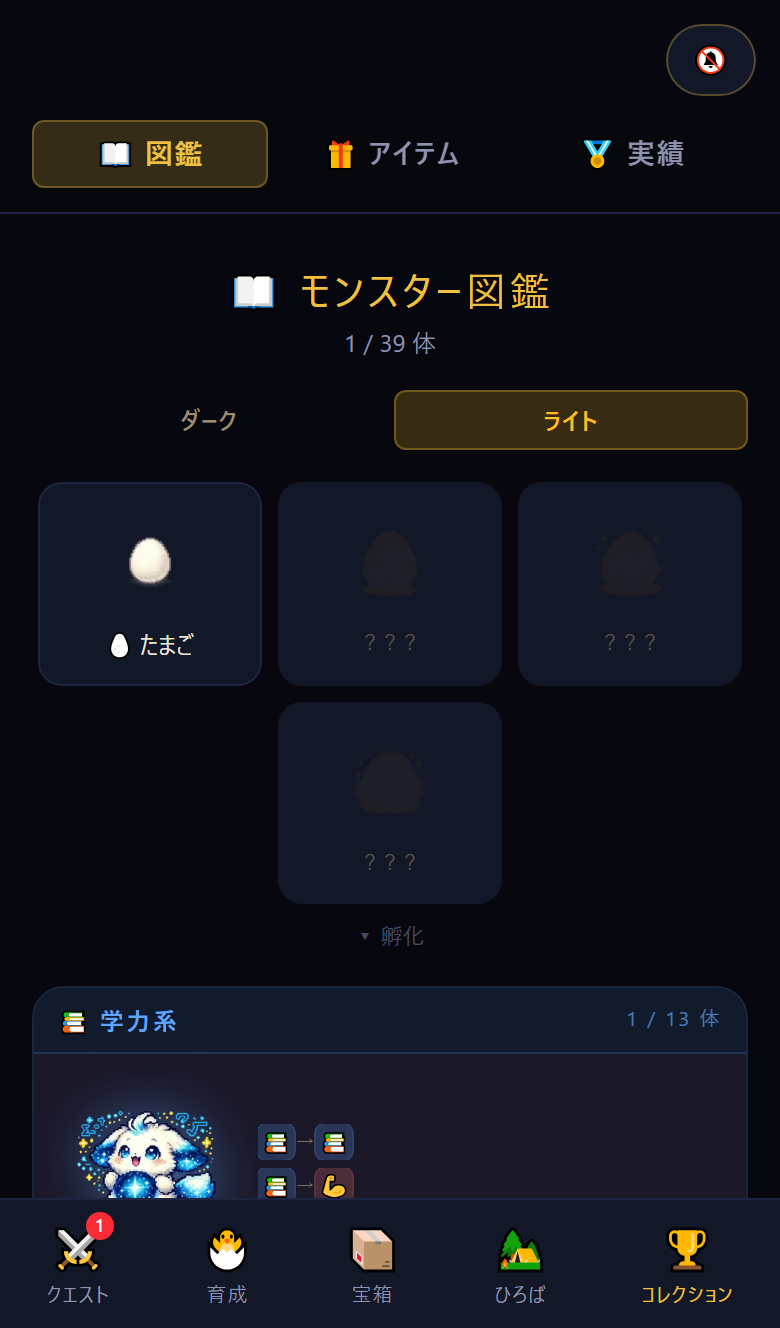 図鑑 アイテム 実績
モンスター図鑑
1 / 39 体
ダーク ライト
たまご ??? ???
???
▼ 孵化
学力系 1 / 13 体
→
→
1
クエスト 育成 宝箱 ひろば コレクション